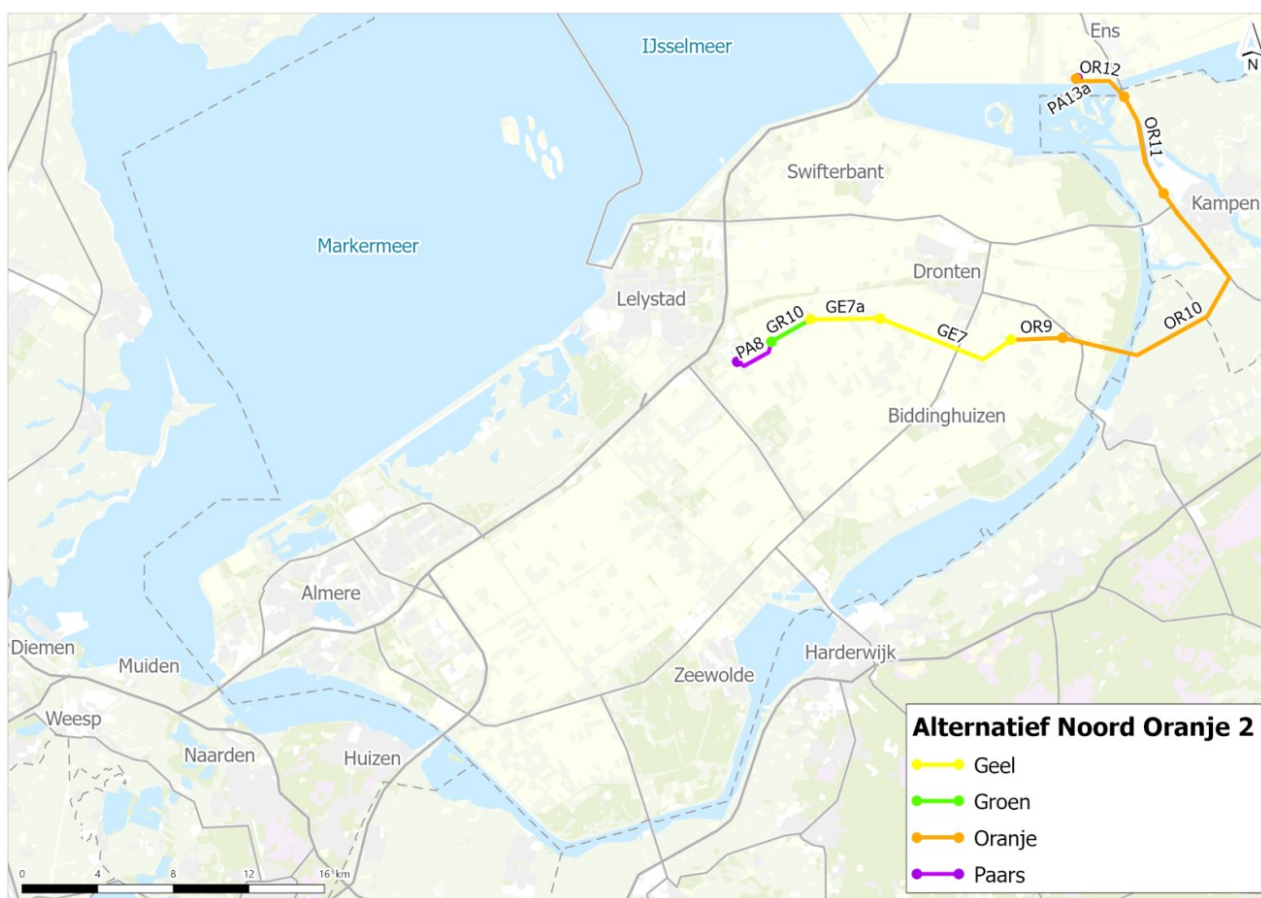 IJsselmeer
Ens
N
OR12
PA13a
OR11
Swifterbant
Kampen
Markermeer
Dronten
Lelystad
GE7a
GR10
OR10
PA8
GE7
OR9
Biddinghuizen
Almere
Diemen
Muiden
Harderwijk
Zeewolde
Weesp
Naarden
Huizen
Alternatief Noord Oranje 2
Geel
Groen
Oranje
Paars
0 4 8 12 16 km